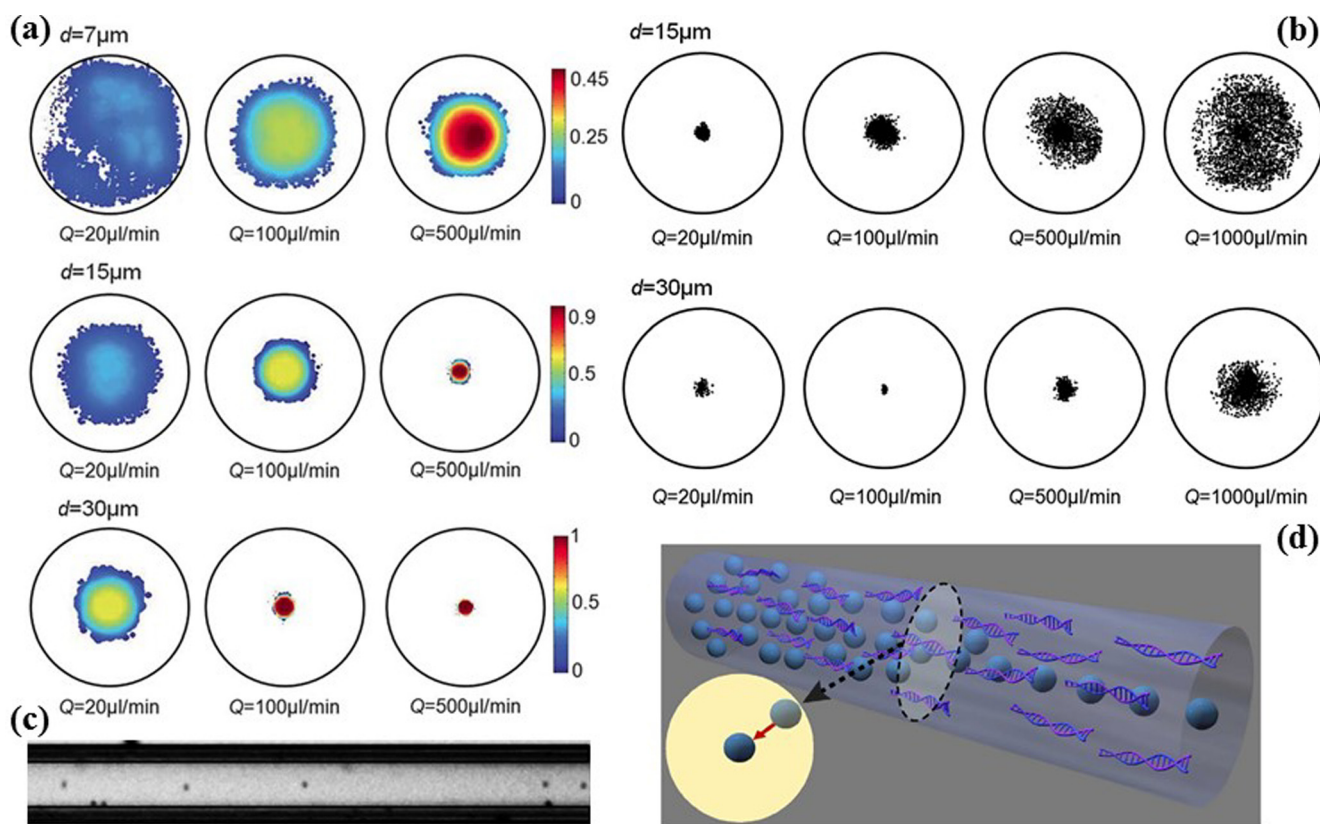 (a)
d=7μm
0.45
0.25
0
Q=20μl/min
Q=100μl/min
Q=500μl/min
d=15μm
0.9
0.5
0
Q=20μl/min
Q=100μl/min
Q=500μl/min
d=30μm
1
0.5
0
Q=20μl/min
Q=100μl/min
Q=500μl/min
(b)
d=15μm
Q=20μl/min
Q=100μl/min
Q=500μl/min
Q=1000μl/min
d=30μm
Q=20μl/min
Q=100μl/min
Q=500μl/min
Q=1000μl/min
(c)
(d)